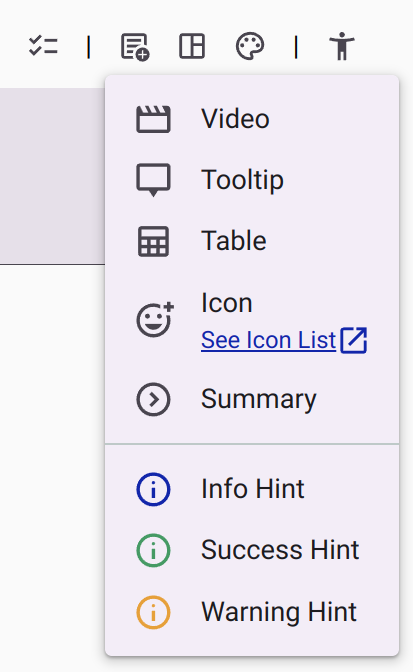 Video
Tooltip
Table
Icon
See Icon List
Summary
Info Hint
Success Hint
Warning Hint